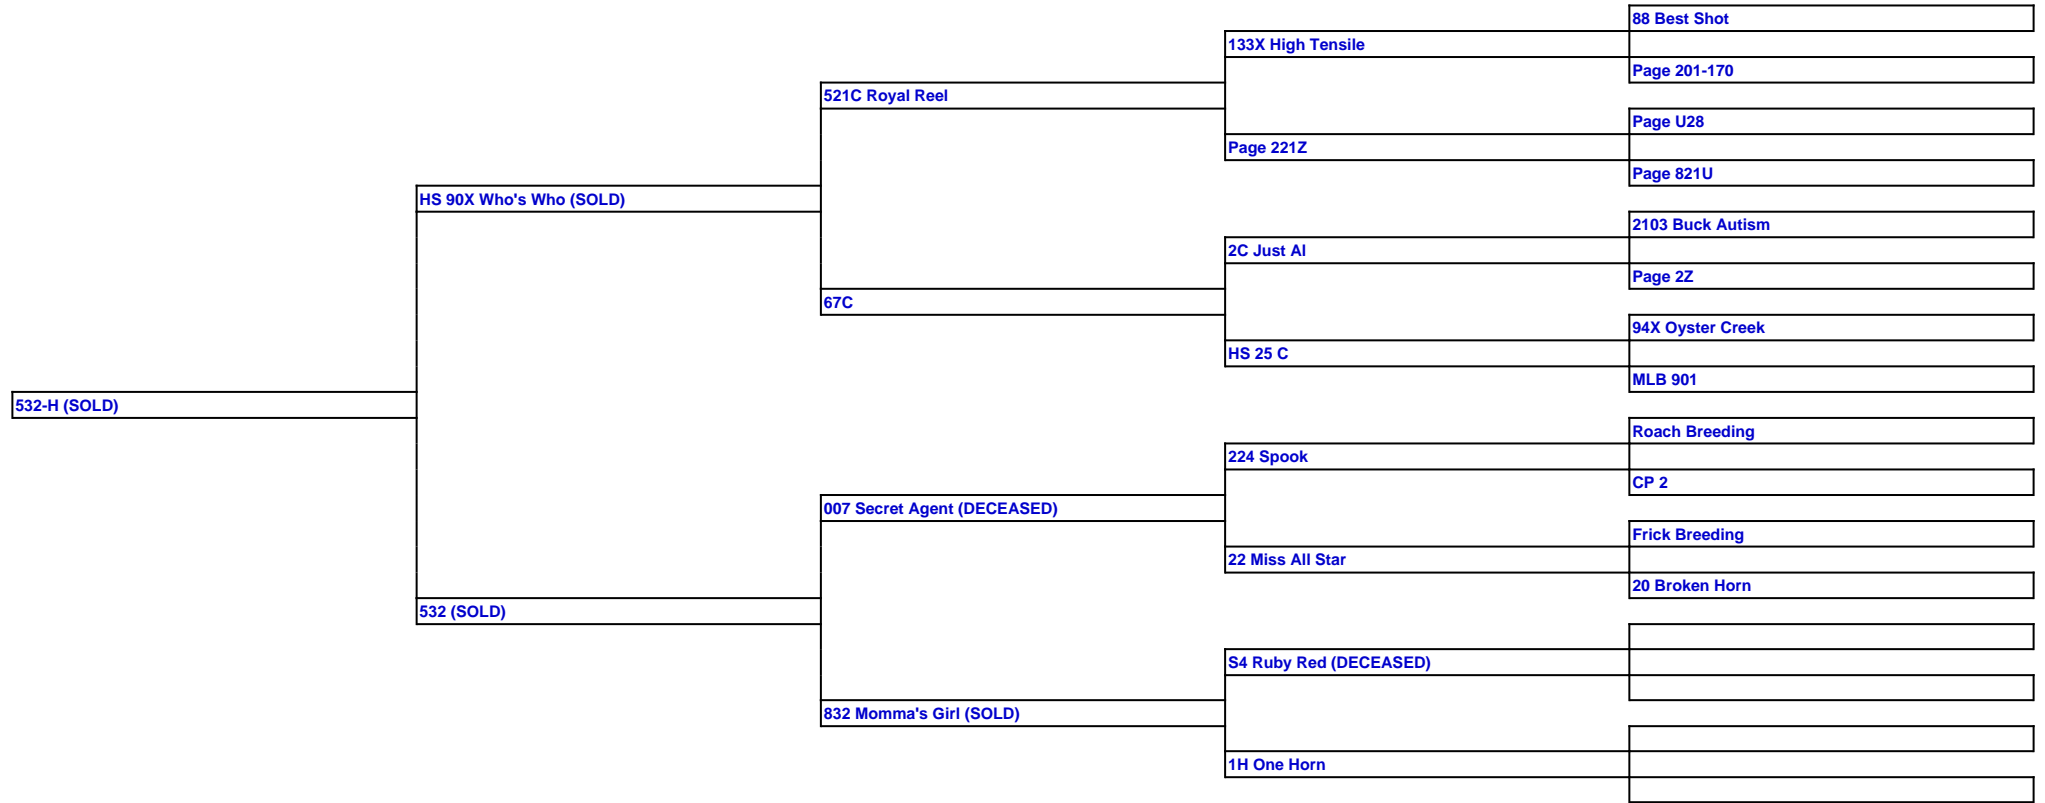 88 Best Shot
133X High Tensile
Page 201-170
521C Royal Reel
Page U28
Page 221Z
Page 821U
HS 90X Who's Who (SOLD)
2103 Buck Autism
2C Just AI
Page 2Z
67C
94X Oyster Creek
HS 25 C
MLB 901
532-H (SOLD)
Roach Breeding
224 Spook
CP 2
007 Secret Agent (DECEASED)
Frick Breeding
22 Miss All Star
20 Broken Horn
532 (SOLD)
S4 Ruby Red (DECEASED)
832 Momma's Girl (SOLD)
1H One Horn